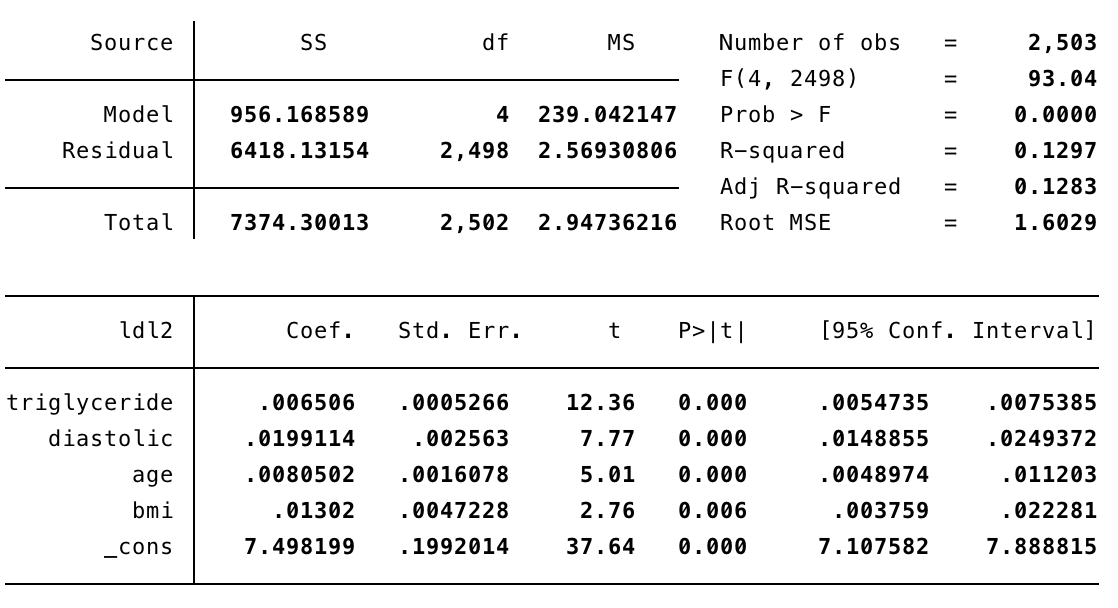 Source SS df MS Number of obs = 2,503
F(4, 2498) = 93.04
Model 956.168589 4 239.042147 Prob > F = 0.0000
Residual 6418.13154 2,498 2.56930806 R-squared = 0.1297
Adj R-squared = 0.1283
Total 7374.30013 2,502 2.94736216 Root MSE = 1.6029
ldl2 Coef. Std. Err. t P>|t| [95% Conf. Interval]
triglyceride .006506 .0005266 12.36 0.000 .0054735 .0075385
diastolic .0199114 .002563 7.77 0.000 .0148855 .0249372
age .0080502 .0016078 5.01 0.000 .0048974 .011203
bmi .01302 .0047228 2.76 0.006 .003759 .022281
_cons 7.498199 .1992014 37.64 0.000 7.107582 7.888815